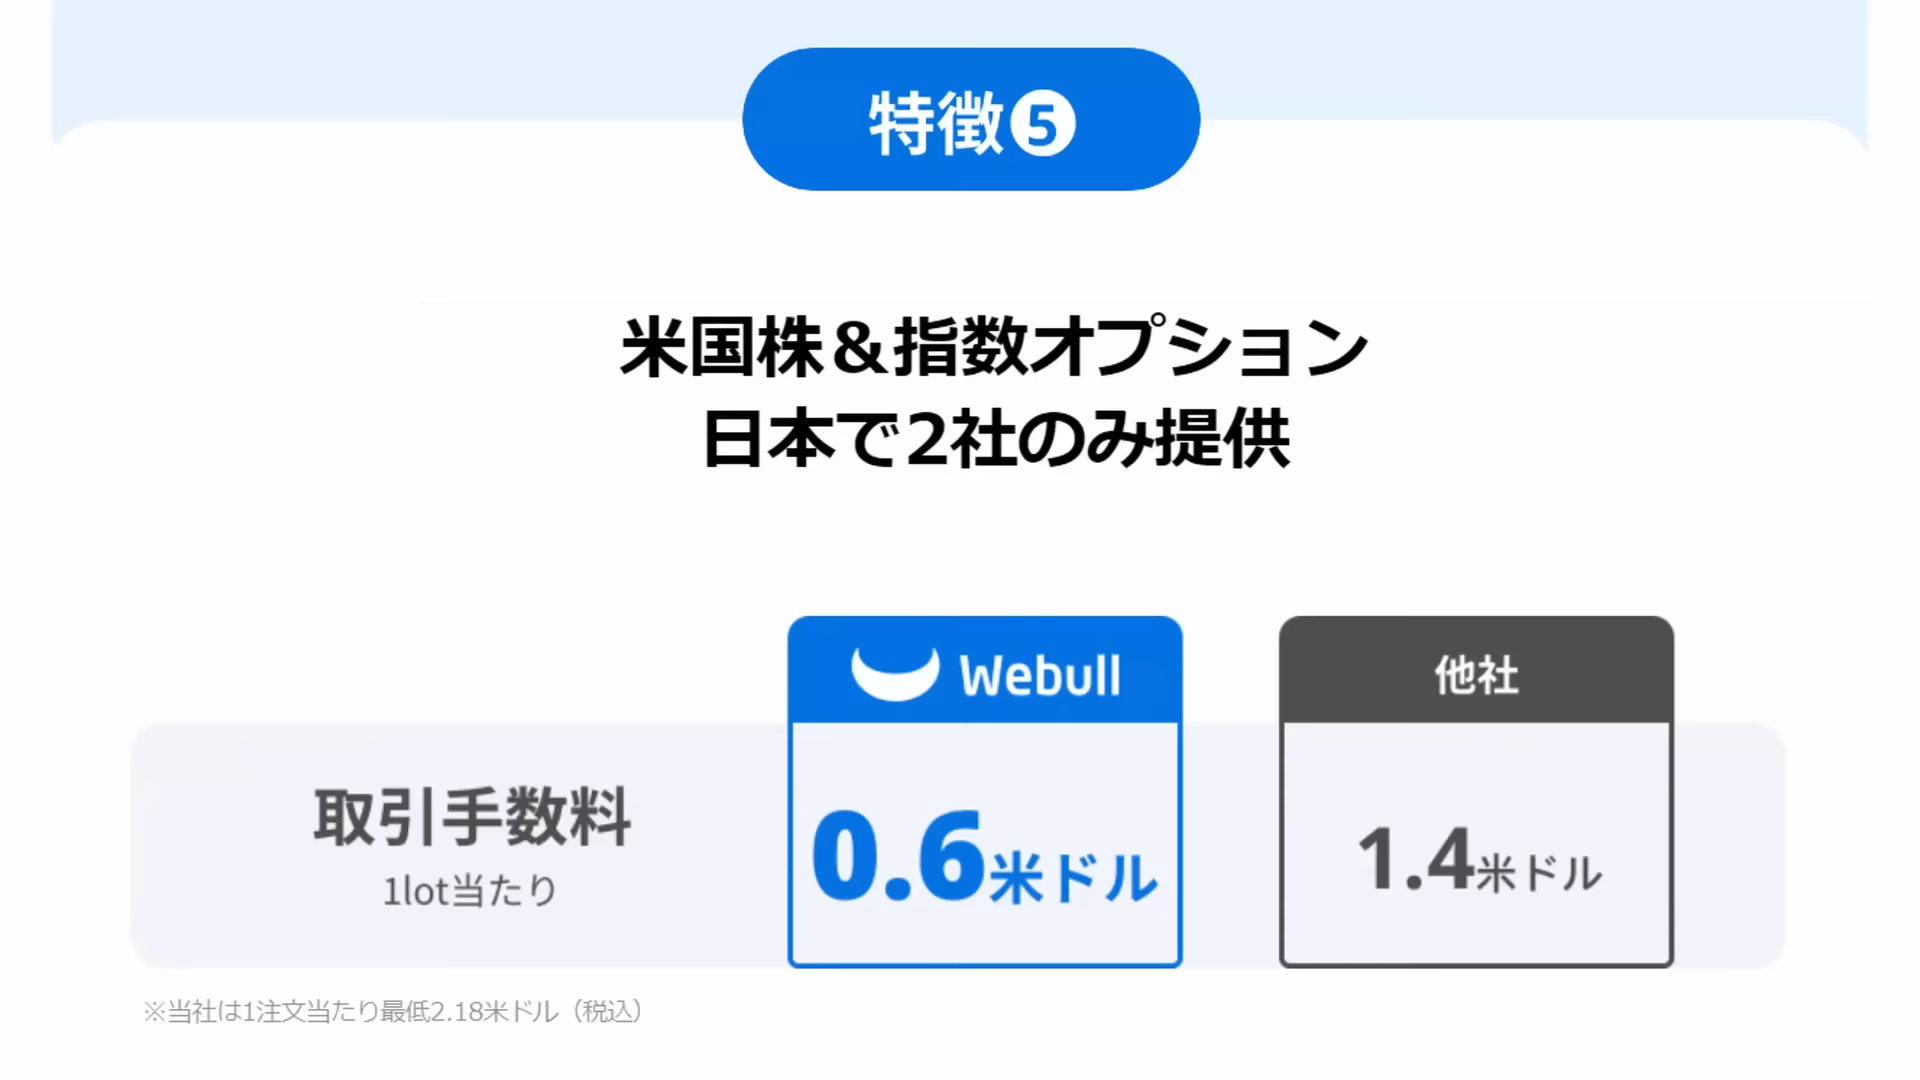 特徴❺
米国株＆指数オプション
日本で2社のみ提供
Webull
他社
取引手数料
1lot当たり
0.6米ドル
1.4米ドル
※当社は1注文当たり最低2.18米ドル（税込）